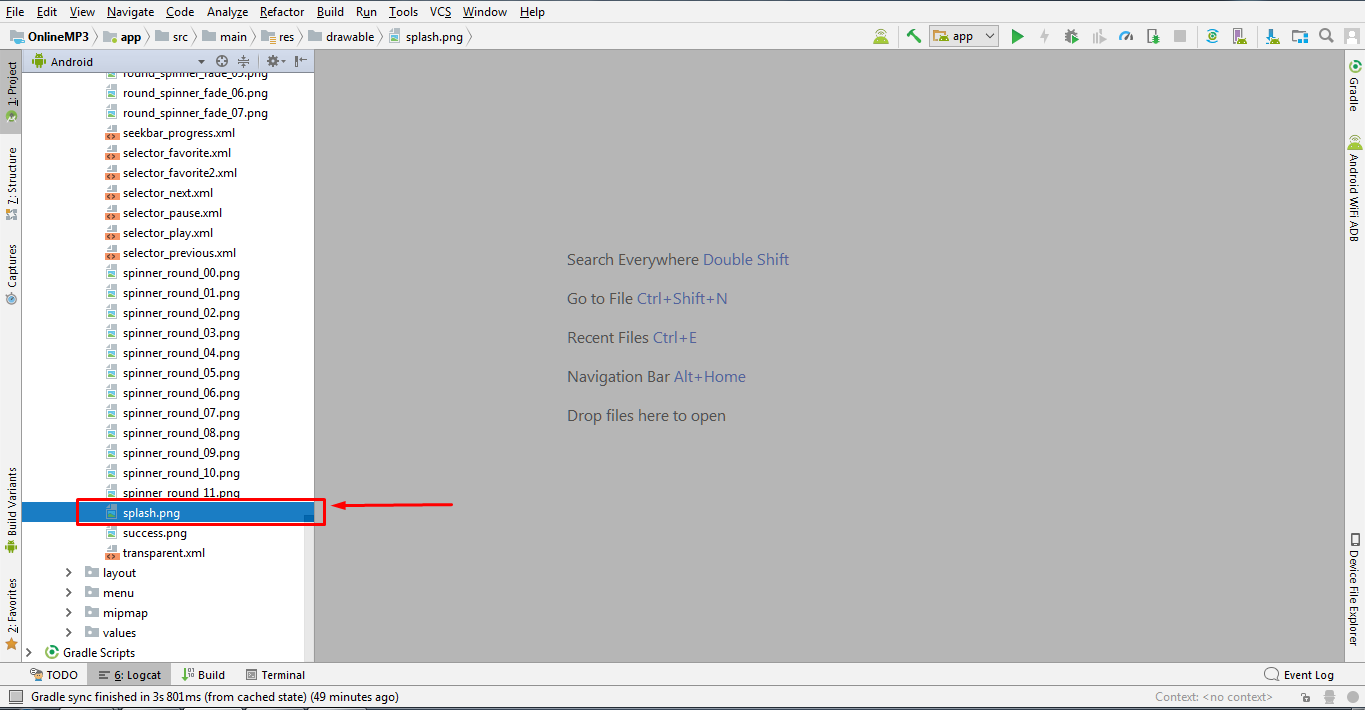 File Edit View Navigate Code Analyze Refactor Build Run Tools VCS Window Help
OnlineMP3 app src main res drawable splash.png app
1: Project
Android
round_spinner_fade_05.png
round_spinner_fade_06.png
round_spinner_fade_07.png
seekbar_progress.xml
selector_favorite.xml
selector_favorite2.xml
selector_next.xml
selector_pause.xml
selector_play.xml
selector_previous.xml
spinner_round_00.png
spinner_round_01.png
spinner_round_02.png
spinner_round_03.png
spinner_round_04.png
spinner_round_05.png
spinner_round_06.png
spinner_round_07.png
spinner_round_08.png
spinner_round_09.png
spinner_round_10.png
spinner_round_11.png
splash.png
success.png
transparent.xml
layout
menu
mipmap
values
Gradle Scripts
7: Structure
Captures
Build Variants
2: Favorites
Search Everywhere Double Shift
Go to File Ctrl+Shift+N
Recent Files Ctrl+E
Navigation Bar Alt+Home
Drop files here to open
Gradle
Android WiFi ADB
Device File Explorer
TODO 6: Logcat Build Terminal Event Log
Gradle sync finished in 3s 801ms (from cached state) (49 minutes ago) Context: <no context>